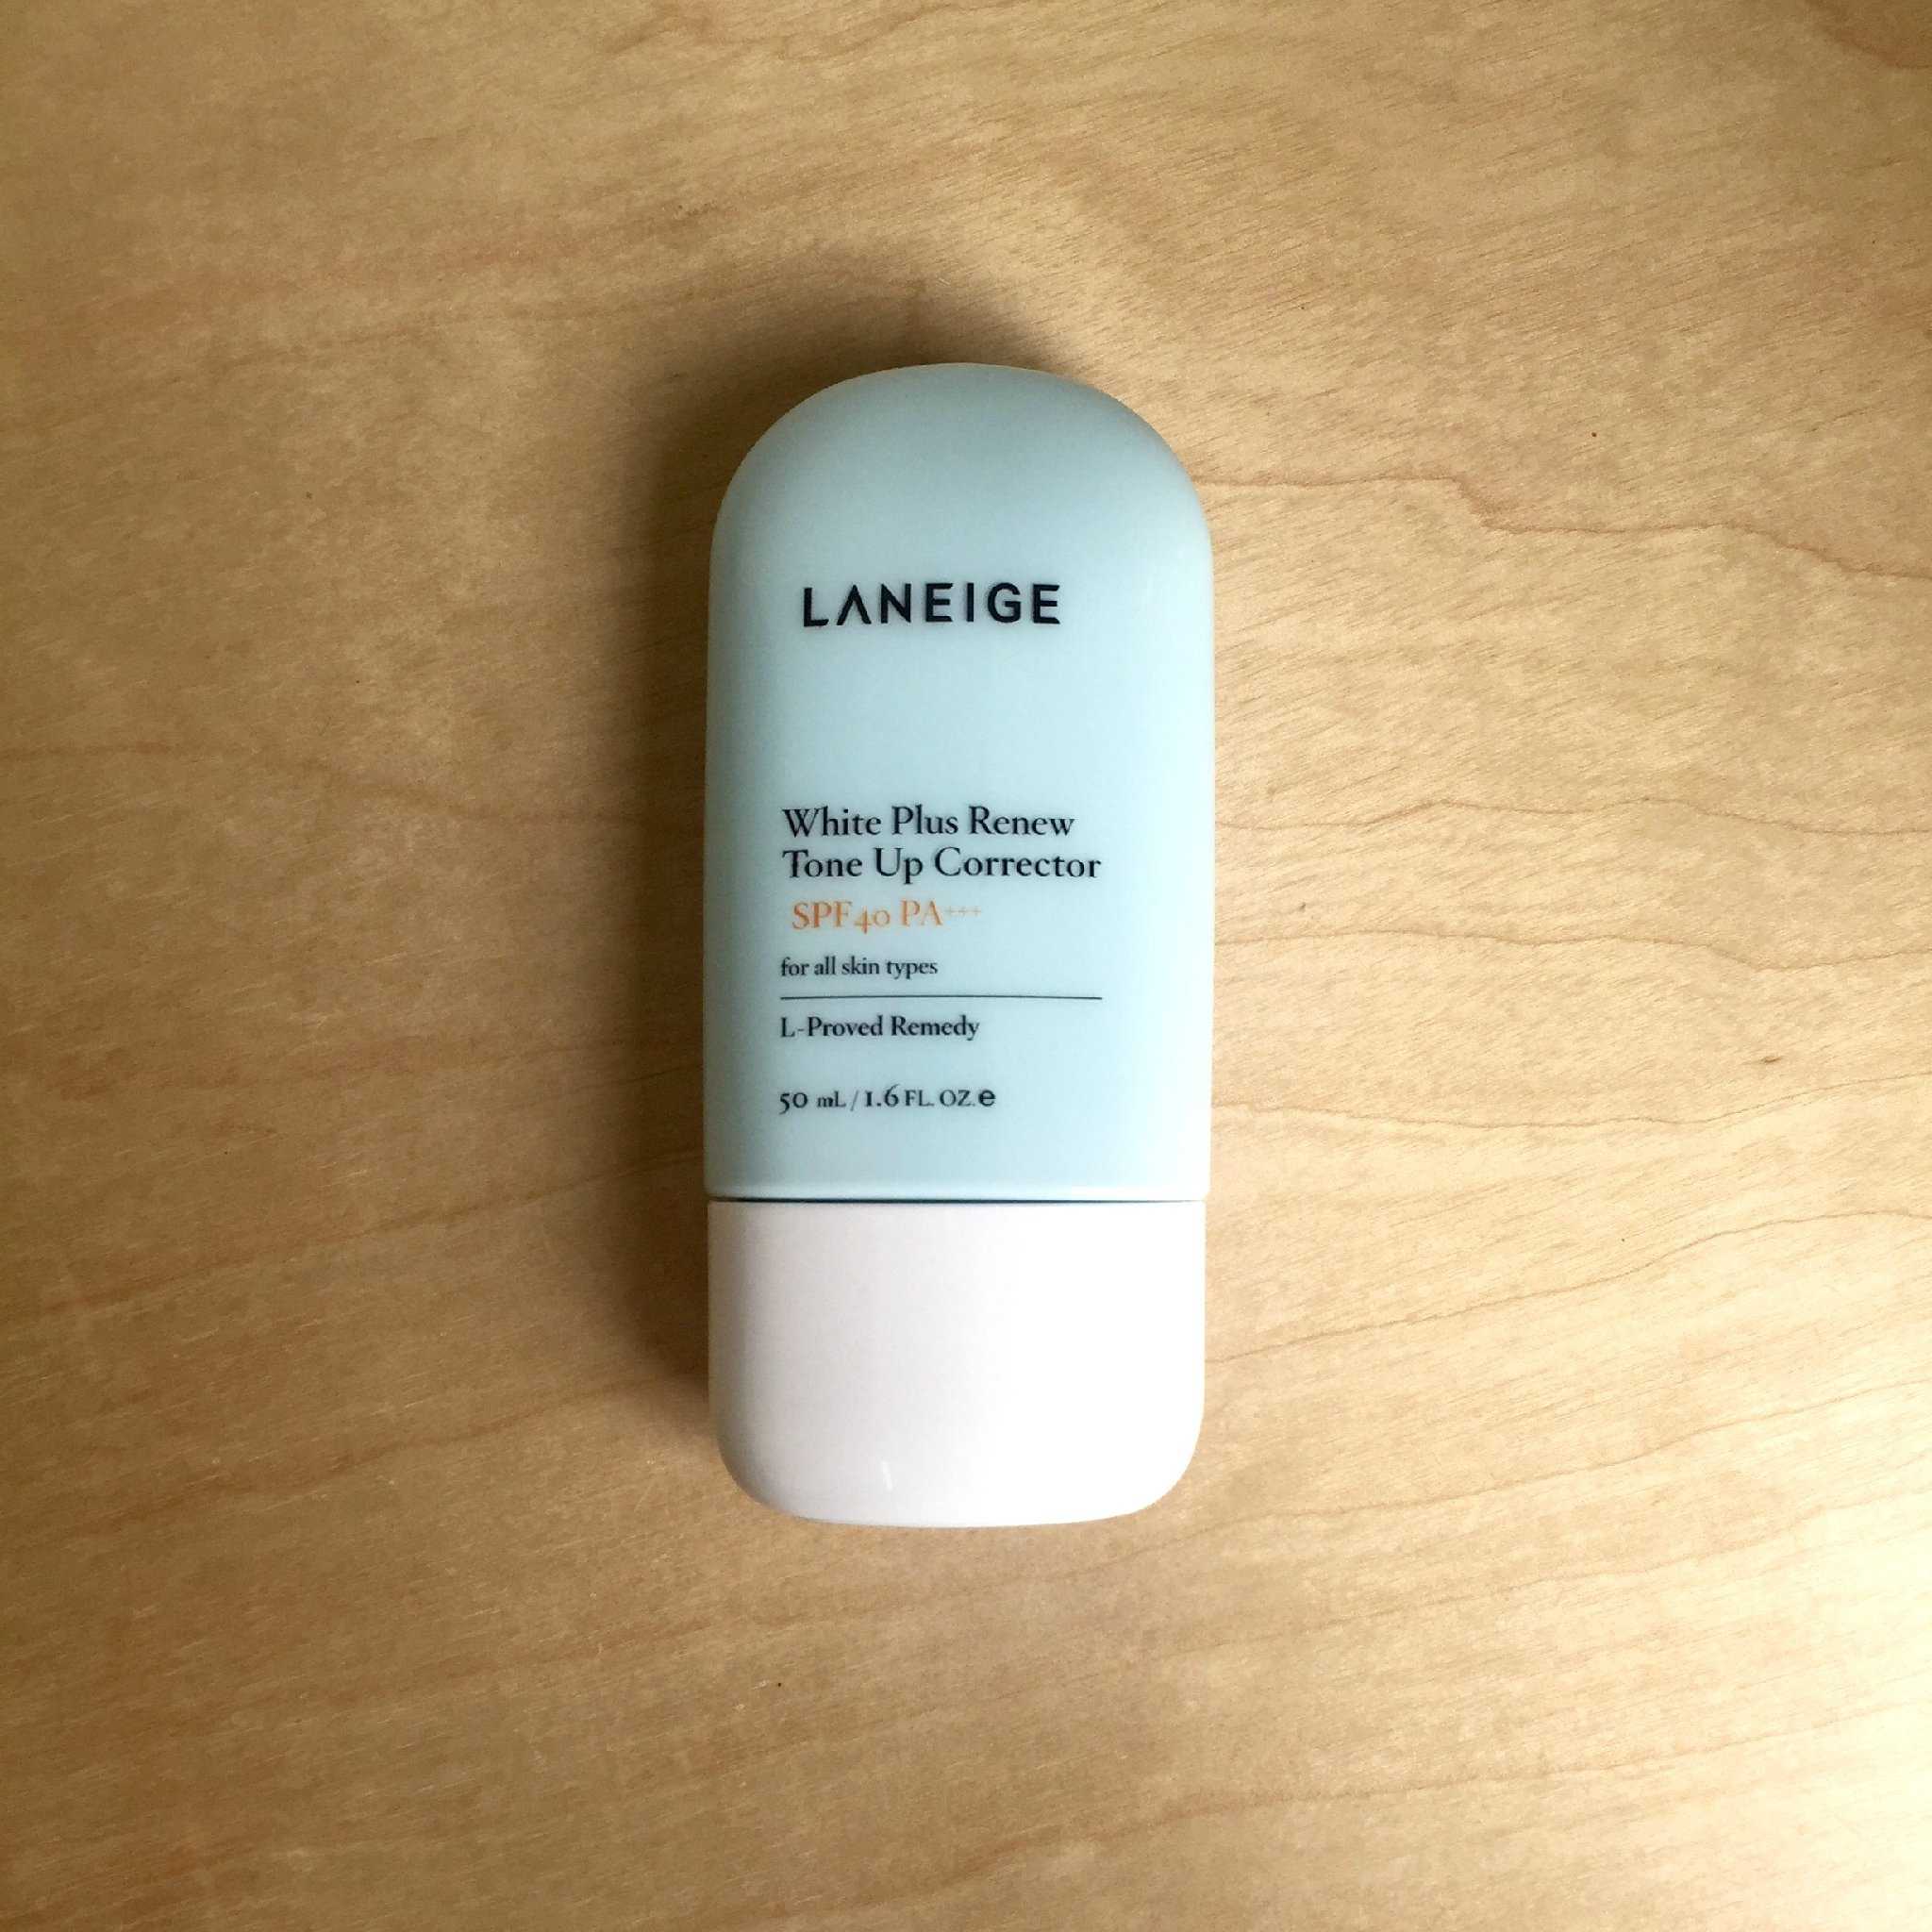 LANEIGE
White Plus Renew
Tone Up Corrector
SPF40 PA+++
for all skin types
L-Proved Remedy
50 mL / 1.6 FL. OZ. e